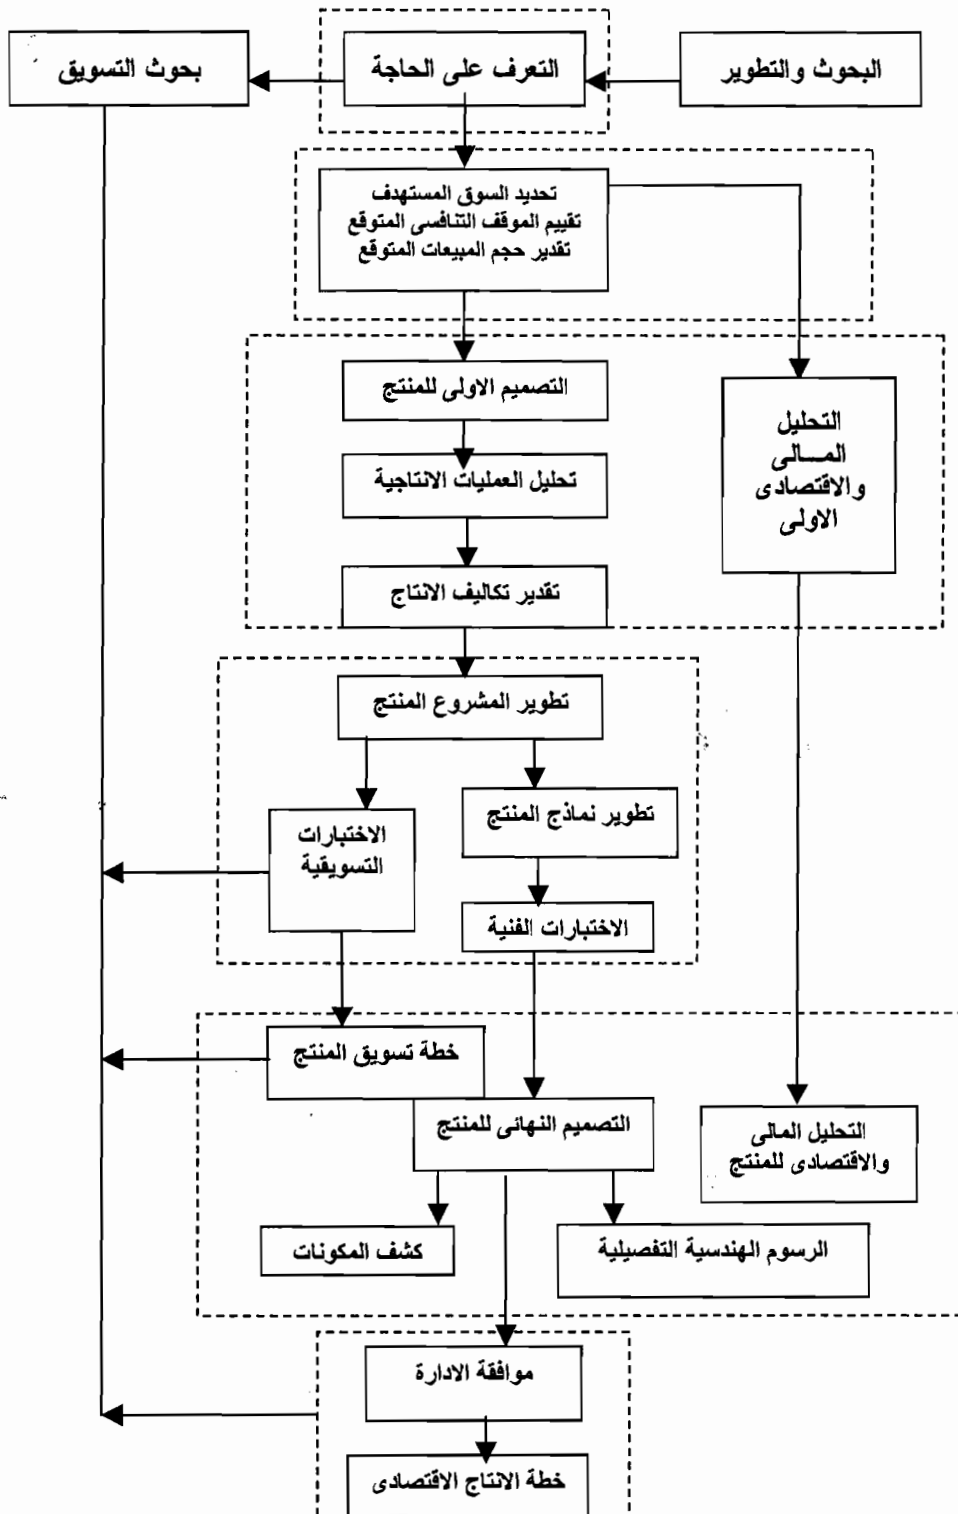 البحوث والتطوير
التعرف على الحاجة
بحوث التسويق
تحديد السوق المستهدف
تقييم الموقف التنافسى المتوقع
تقدير حجم المبيعات المتوقع
التصميم الاولى للمنتج
تحليل العمليات الانتاجية
تقدير تكاليف الانتاج
التحليل
المـــالى
والاقتصادى
الاولى
تطوير المشروع المنتج
تطوير نماذج المنتج
الاختبارات
التسويقية
الاختبارات الفنية
خطة تسويق المنتج
التصميم النهائى للمنتج
التحليل المالى
والاقتصادى للمنتج
الرسوم الهندسية التفصيلية
كشف المكونات
موافقة الادارة
خطة الانتاج الاقتصادى